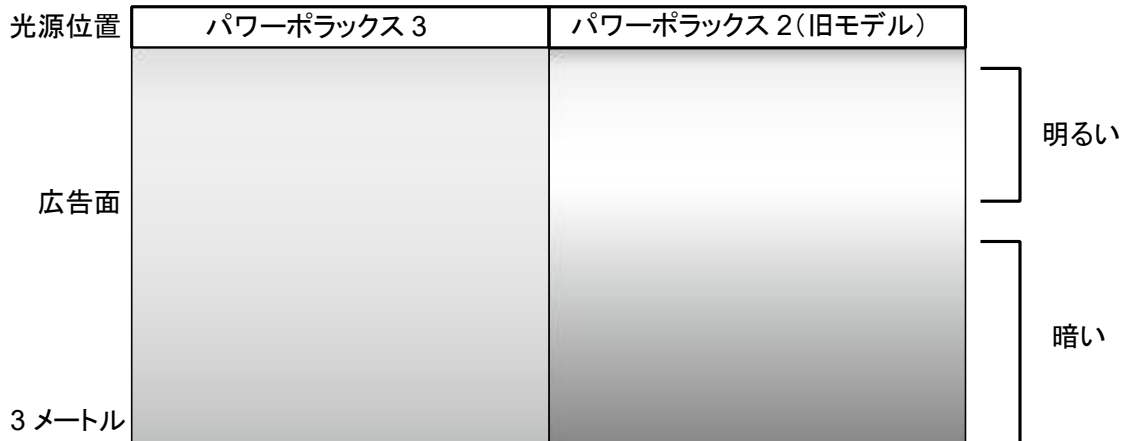 光源位置
パワーポラックス 3
パワーポラックス 2(旧モデル)
明るい
広告面
暗い
3 メートル